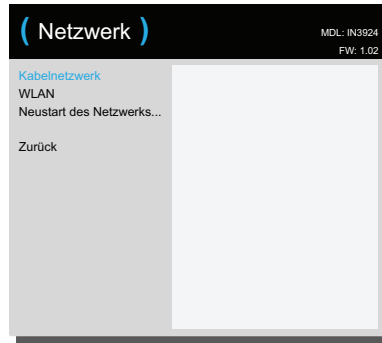 ( Netzwerk )
MDL: IN3924
FW: 1.02
Kabelnetzwerk
WLAN
Neustart des Netzwerks...
Zurück